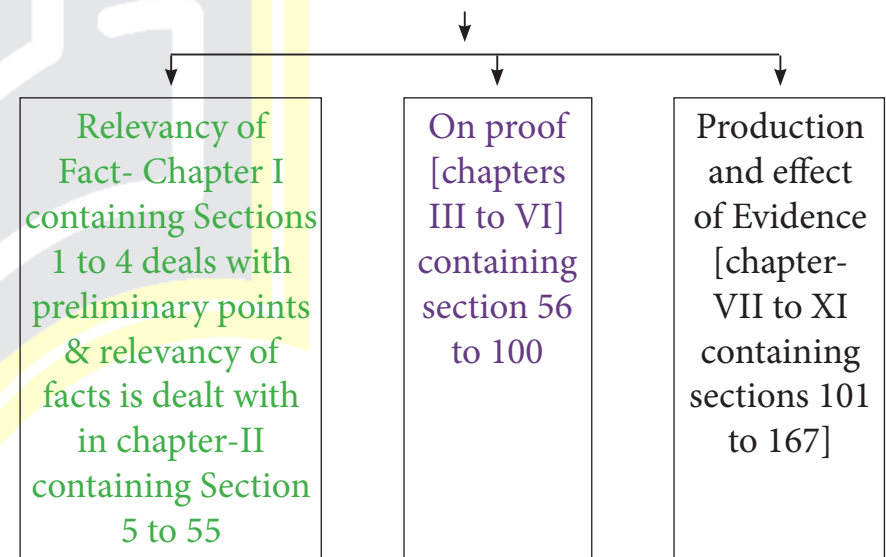 Relevancy of
Fact- Chapter I
containing Sections
1 to 4 deals with
preliminary points
& relevancy of
facts is dealt with
in chapter-II
containing Section
5 to 55
On proof
[chapters
III to VI]
containing
section 56
to 100
Production
and effect
of Evidence
[chapter-
VII to XI
containing
sections 101
to 167]